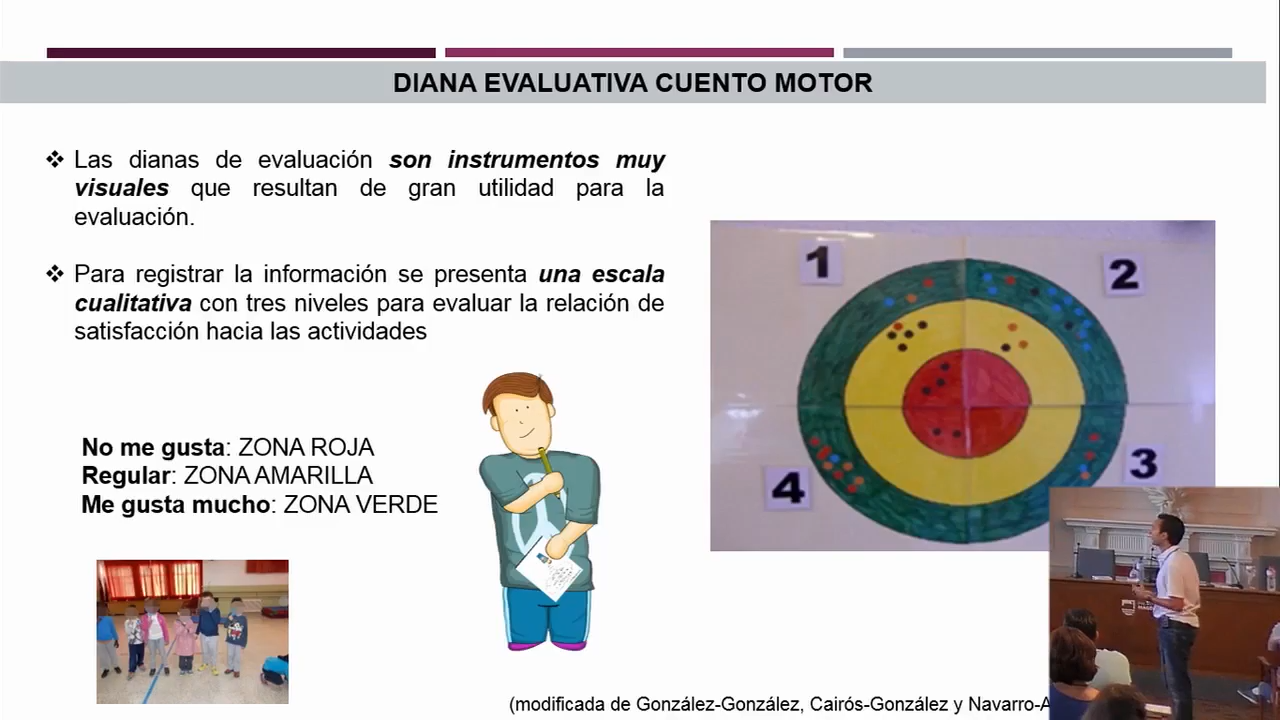 DIANA EVALUATIVA CUENTO MOTOR
Las dianas de evaluación son instrumentos muy
visuales que resultan de gran utilidad para la
evaluación.
Para registrar la información se presenta una escala
cualitativa con tres niveles para evaluar la relación de
satisfacción hacia las actividades
No me gusta: ZONA ROJA
Regular: ZONA AMARILLA
Me gusta mucho: ZONA VERDE
1
2
3
4
(modificada de González-González, Cairós-González y Navarro-A